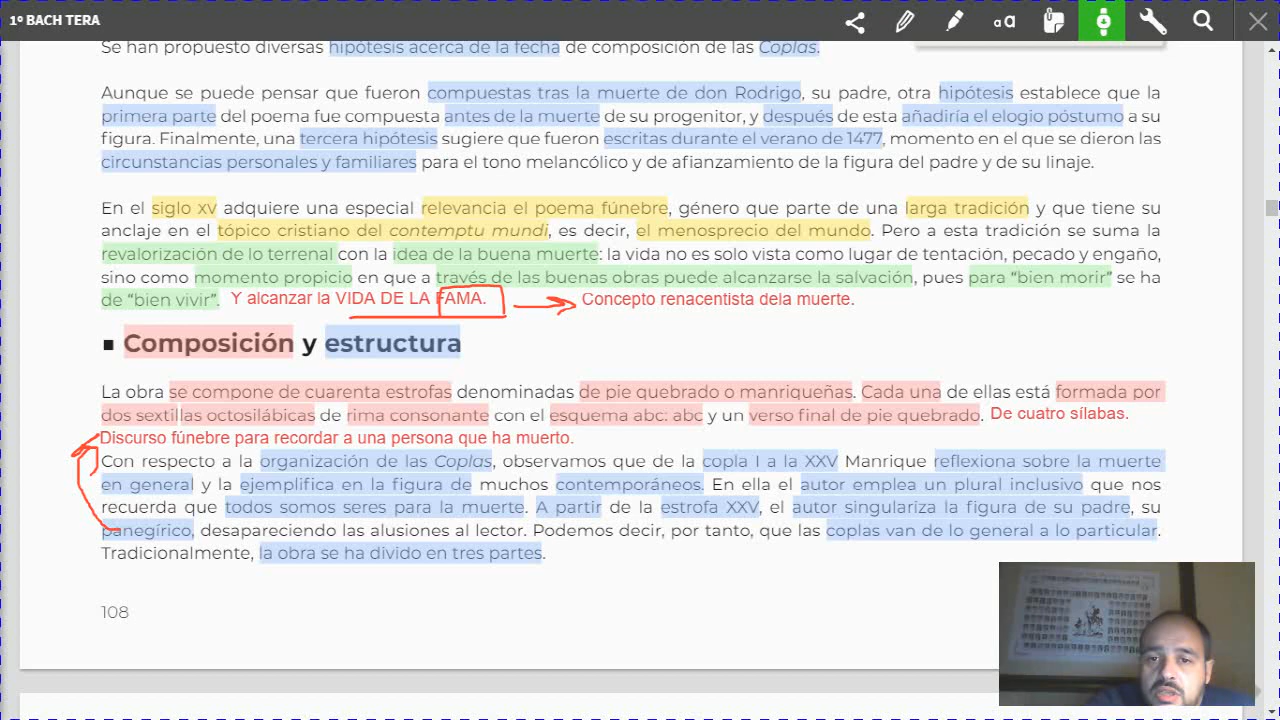 1º BACH TERA
aa
Se han propuesto diversas hipótesis acerca de la fecha de composición de las Coplas.
Aunque se puede pensar que fueron compuestas tras la muerte de don Rodrigo, su padre, otra hipótesis establece que la
primera parte del poema fue compuesta antes de la muerte de su progenitor, y después de esta añadiría el elogio póstumo a su
figura. Finalmente, una tercera hipótesis sugiere que fueron escritas durante el verano de 1477, momento en el que se dieron las
circunstancias personales y familiares para el tono melancólico y de afianzamiento de la figura del padre y de su linaje.
En el siglo XV adquiere una especial relevancia el poema fúnebre, género que parte de una larga tradición y que tiene su
anclaje en el tópico cristiano del contemptu mundi, es decir, el menosprecio del mundo. Pero a esta tradición se suma la
revalorización de lo terrenal con la idea de la buena muerte: la vida no es solo vista como lugar de tentación, pecado y engaño,
sino como momento propicio en que a través de las buenas obras puede alcanzarse la salvación, pues para “bien morir” se ha
de “bien vivir”. Y alcanzar la VIDA DE LA FAMA. Concepto renacentista dela muerte.
▪ Composición y estructura
La obra se compone de cuarenta estrofas denominadas de pie quebrado o manriqueñas. Cada una de ellas está formada por
dos sextillas octosilábicas de rima consonante con el esquema abc: abc y un verso final de pie quebrado. De cuatro sílabas.
Discurso fúnebre para recordar a una persona que ha muerto.
Con respecto a la organización de las Coplas, observamos que de la copla I a la XXV Manrique reflexiona sobre la muerte
en general y la ejemplifica en la figura de muchos contemporáneos. En ella el autor emplea un plural inclusivo que nos
recuerda que todos somos seres para la muerte. A partir de la estrofa XXV, el autor singulariza la figura de su padre, su
panegírico, desapareciendo las alusiones al lector. Podemos decir, por tanto, que las coplas van de lo general a lo particular.
Tradicionalmente, la obra se ha divido en tres partes.
108